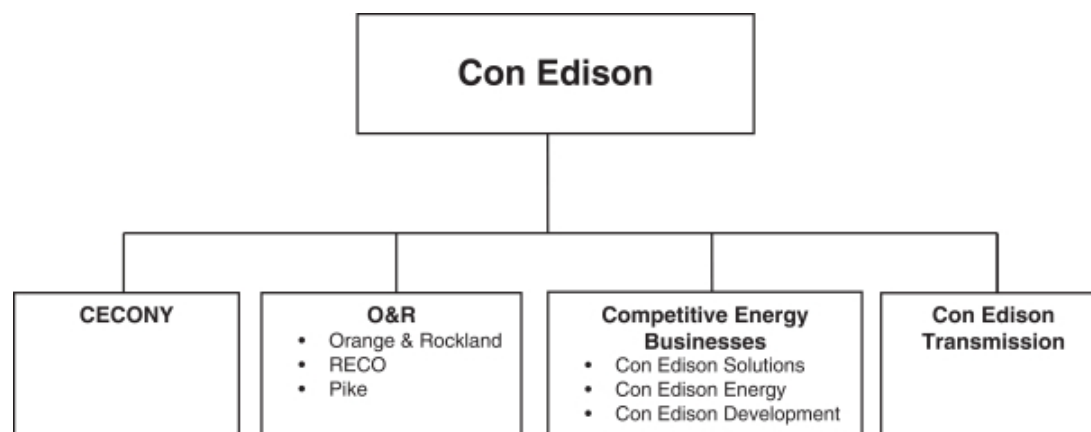 Con Edison
CECONY
O&R
• Orange & Rockland
• RECO
• Pike
Competitive Energy
Businesses
• Con Edison Solutions
• Con Edison Energy
• Con Edison Development
Con Edison
Transmission